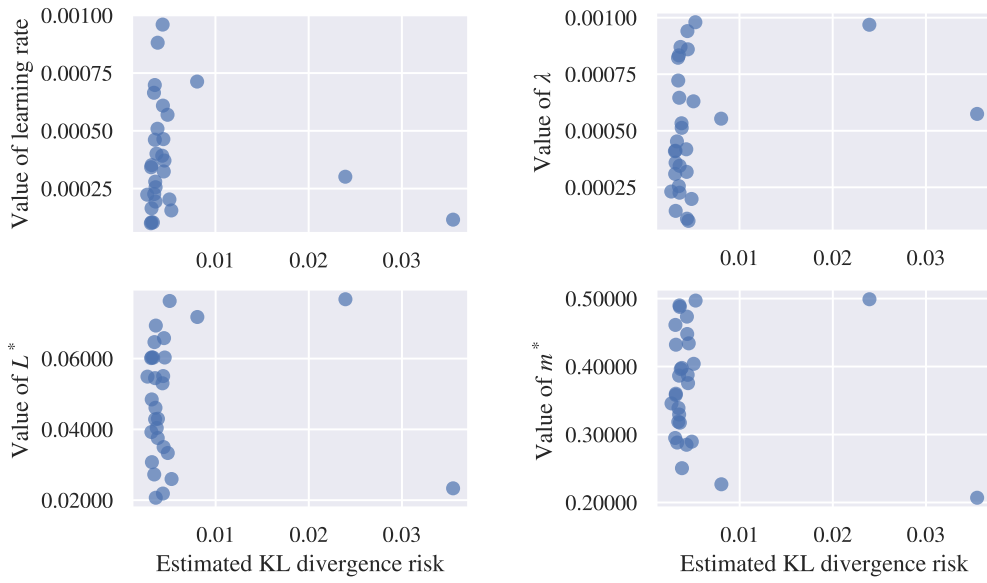 Value of learning rate
0.00100
0.00075
0.00050
0.00025
0.01 0.02 0.03
Value of λ
0.00100
0.00075
0.00050
0.00025
0.01 0.02 0.03
Value of L*
0.06000
0.04000
0.02000
0.01 0.02 0.03
Estimated KL divergence risk
Value of m*
0.50000
0.40000
0.30000
0.20000
0.01 0.02 0.03
Estimated KL divergence risk